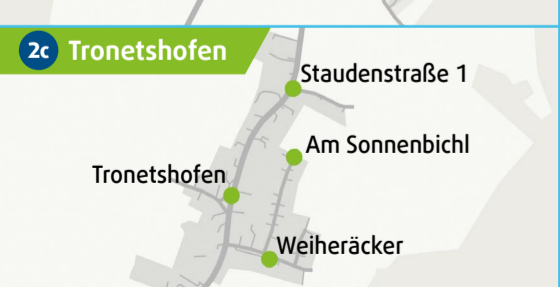 2c Tronetshofen
Staudenstraße 1
Am Sonnenbichl
Tronetshofen
Weiheräcker